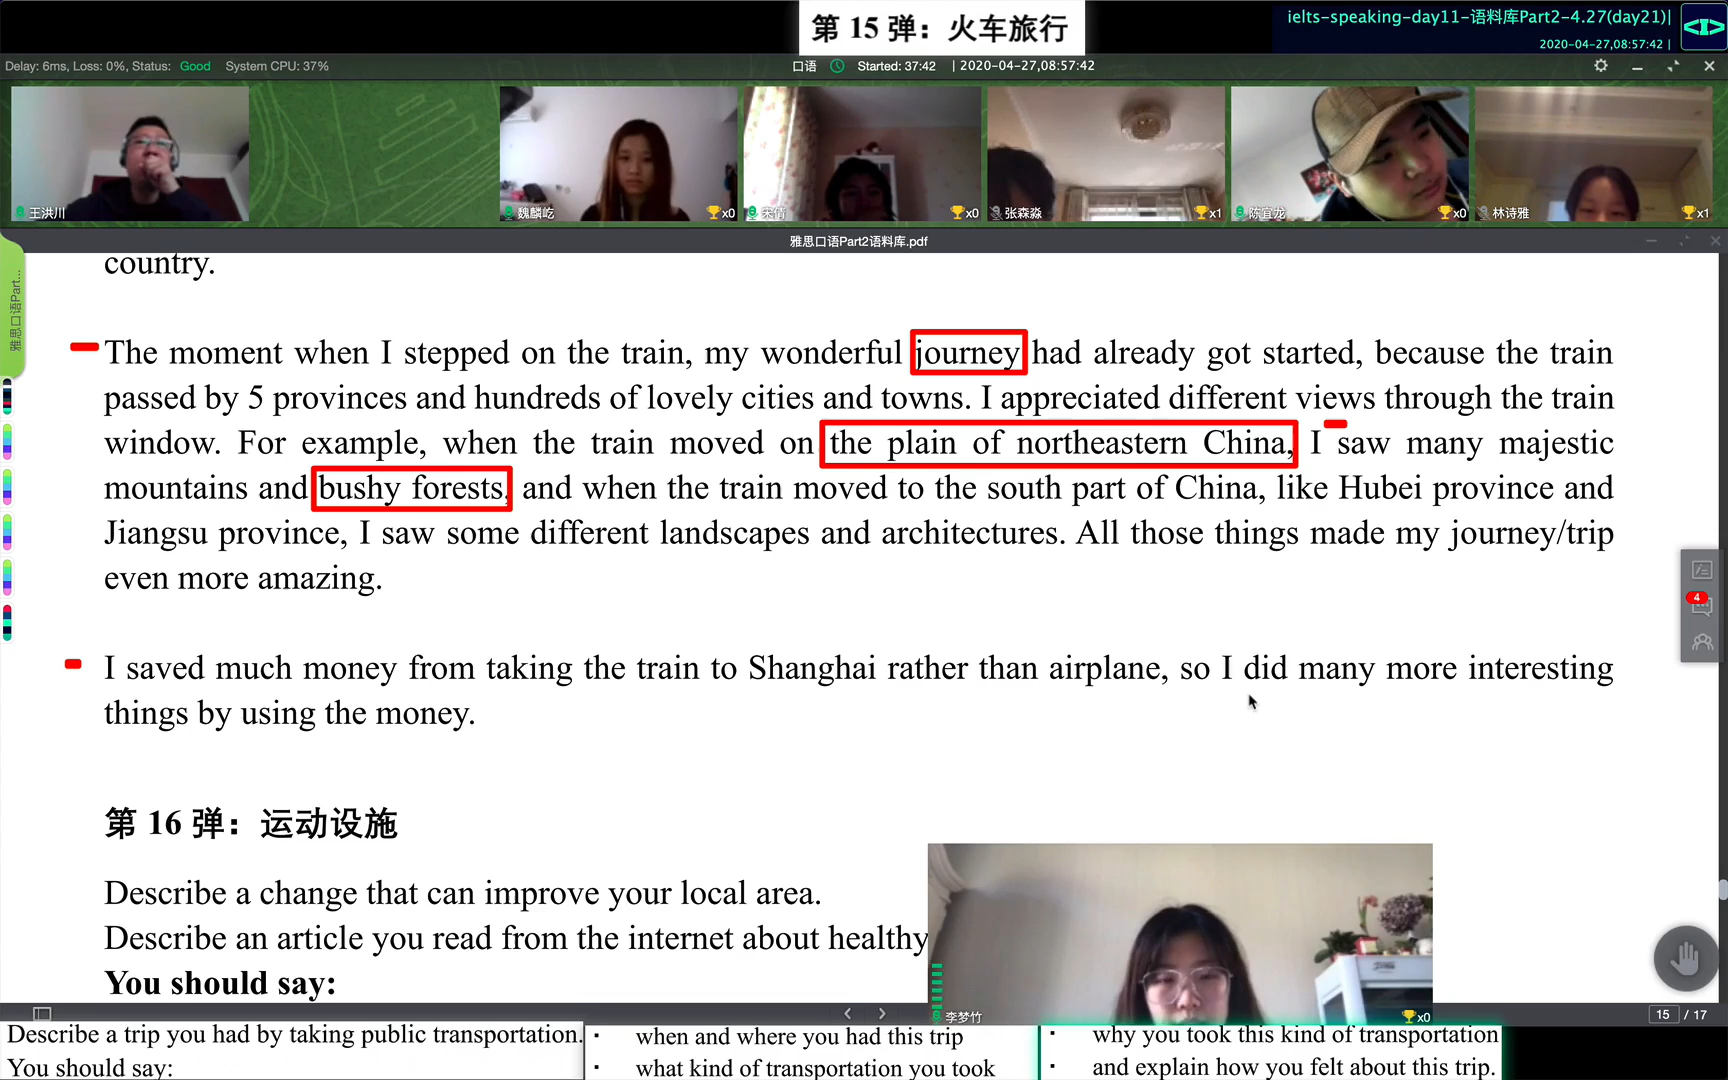 第 15 弹：火车旅行
ielts-speaking-day11-语料库Part2-4.27(day21)|
2020-04-27,08:57:42 |
Delay: 6ms, Loss: 0%, Status: Good System CPU: 37%
口语 Started: 37:42 | 2020-04-27,08:57:42
王洪川
魏麟屹 x0
宋倩 x0
张森淼 x1
陈宜龙 x0
林诗雅 x1
雅思口语Part2语料库.pdf
雅思口语Part...
country.
The moment when I stepped on the train, my wonderful journey had already got started, because the train
passed by 5 provinces and hundreds of lovely cities and towns. I appreciated different views through the train
window. For example, when the train moved on the plain of northeastern China, I saw many majestic
mountains and bushy forests, and when the train moved to the south part of China, like Hubei province and
Jiangsu province, I saw some different landscapes and architectures. All those things made my journey/trip
even more amazing.
4
I saved much money from taking the train to Shanghai rather than airplane, so I did many more interesting
things by using the money.
第 16 弹：运动设施
Describe a change that can improve your local area.
Describe an article you read from the internet about healthy
You should say:
李梦竹 x0
15 / 17
Describe a trip you had by taking public transportation.
You should say:
· when and where you had this trip
· what kind of transportation you took
· why you took this kind of transportation
· and explain how you felt about this trip.